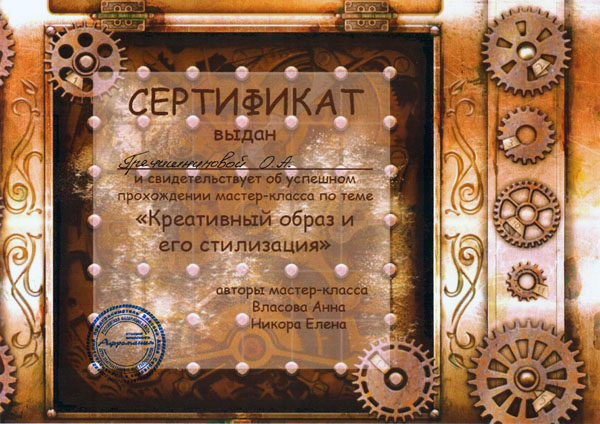 СЕРТИФИКАТ
выдан
О.А.
и свидетельствует об успешном
прохождении мастер-класса по теме
«Креативный образ и
его стилизация»
авторы мастер-класса
Власова Анна
Никора Елена